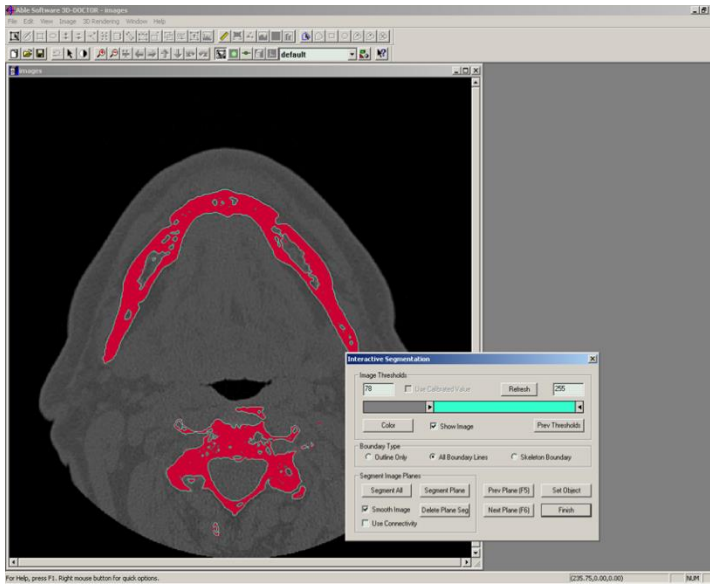 Able Software 3D-DOCTOR - images
File Edit View Image 3D Rendering Window Help
default
images
Interactive Segmentation
Image Thresholds
78 Use Calibrated Value Refresh 255
Color Show Image Prev Thresholds
Boundary Type
Outline Only All Boundary Lines Skeleton Boundary
Segment Image Planes
Segment All Segment Plane Prev Plane (F5) Set Object
Smooth Image Delete Plane Seg Next Plane (F6) Finish
Use Connectivity
For Help, press F1. Right mouse button for quick options. (235.75,0.00,0.00) NUM